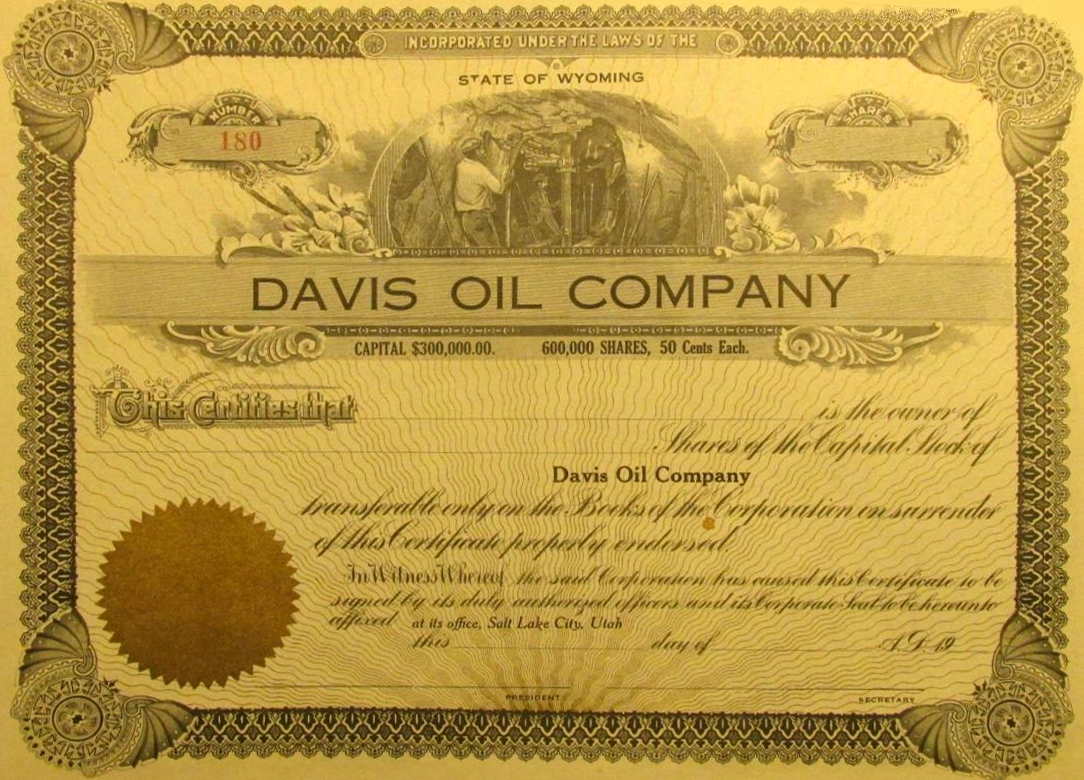 INCORPORATED UNDER THE LAWS OF THE
STATE OF WYOMING
NUMBER
180
SHARES
DAVIS OIL COMPANY
CAPITAL $300,000.00. 600,000 SHARES, 50 Cents Each.
This Certifies that
is the owner of
Shares of the Capital Stock of
Davis Oil Company
transferable only on the Books of the Corporation on surrender
of this Certificate properly endorsed.
In Witness Whereof, the said Corporation has caused this Certificate to be
signed by its duly authorized officers and its Corporate Seal to be hereunto
affixed at its office, Salt Lake City, Utah
this day of A.D. 19
PRESIDENT.
SECRETARY